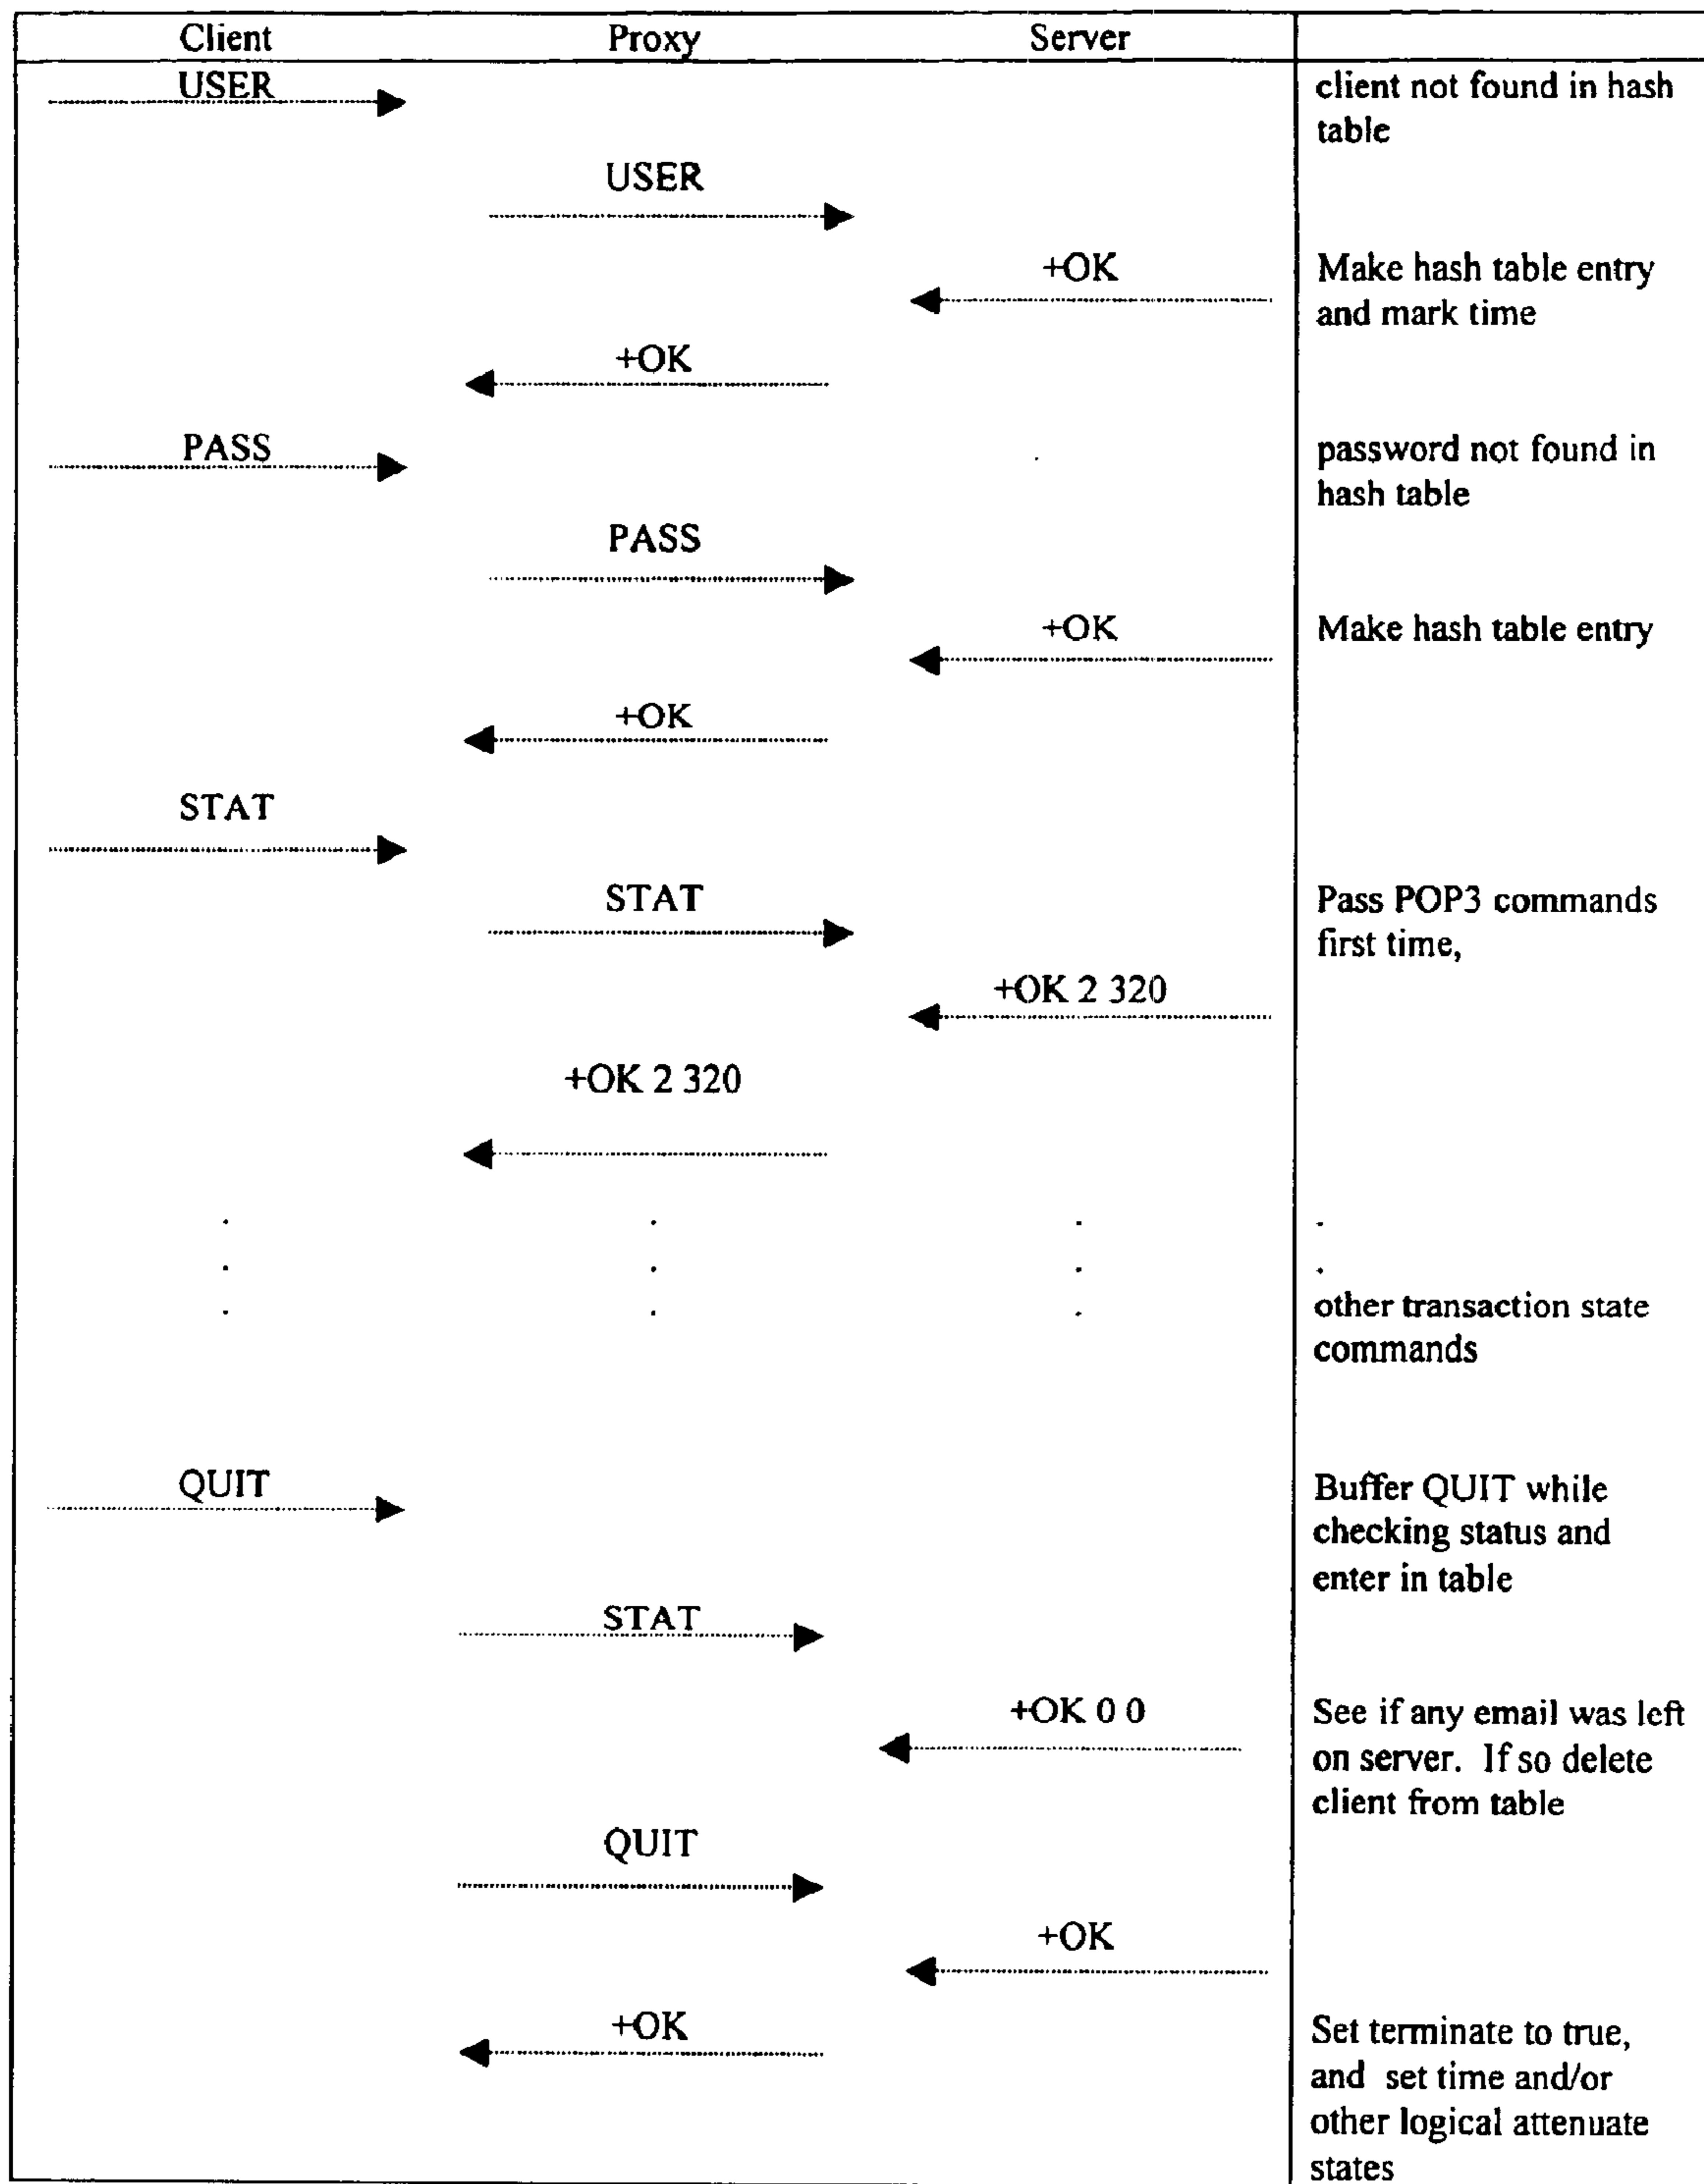 Client Proxy Server
USER
client not found in hash
table
USER
+OK
Make hash table entry
and mark time
+OK
PASS
password not found in
hash table
PASS
+OK
Make hash table entry
+OK
STAT
STAT
Pass POP3 commands
first time,
+OK 2 320
+OK 2 320
. . . .
. . . .
. . .
other transaction state
commands
QUIT
Buffer QUIT while
checking status and
enter in table
STAT
+OK 0 0
See if any email was left
on server. If so delete
client from table
QUIT
+OK
+OK
Set terminate to true,
and set time and/or
other logical attenuate
states